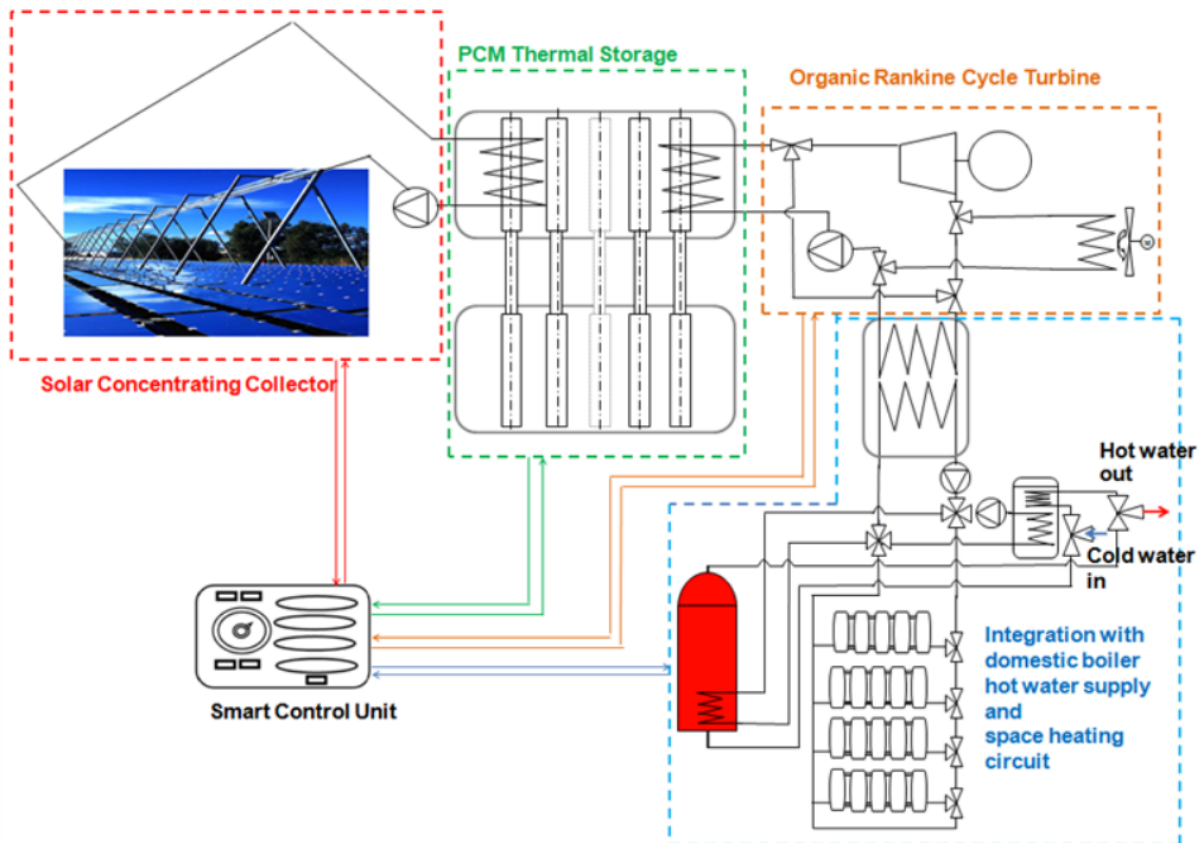 PCM Thermal Storage
Organic Rankine Cycle Turbine
Solar Concentrating Collector
Hot water
out
Cold water
in
Integration with
domestic boiler
hot water supply
and
space heating
circuit
Smart Control Unit